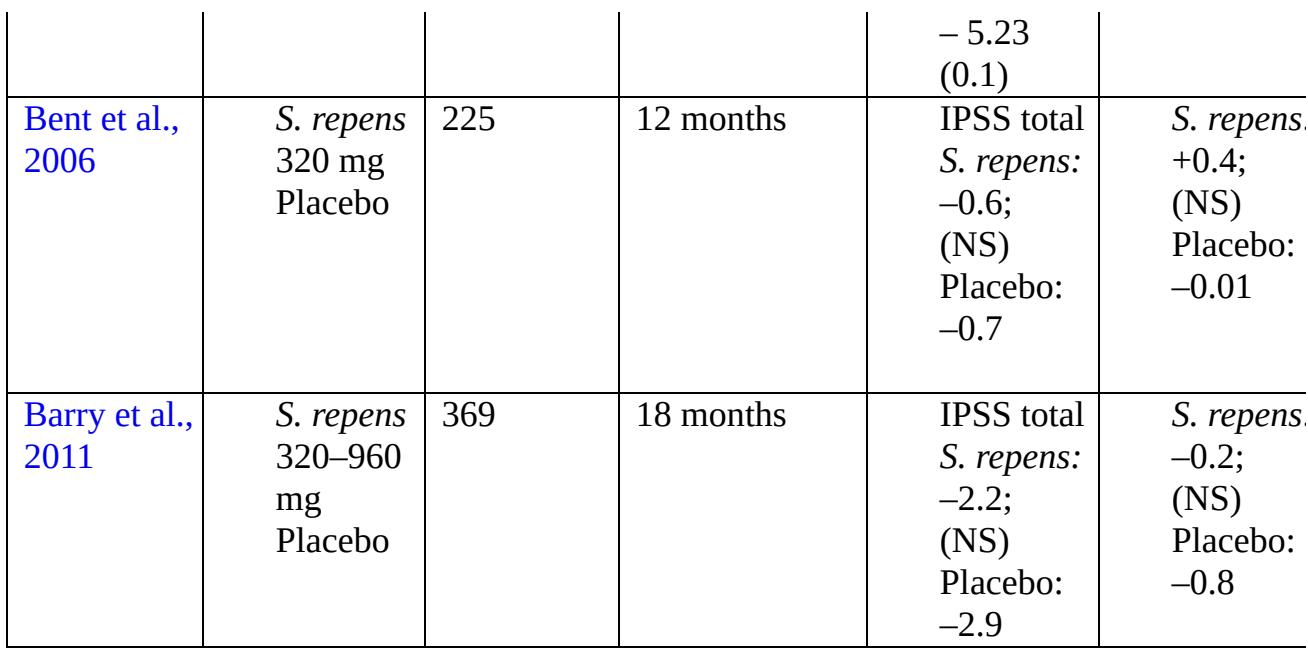 – 5.23
(0.1)
Bent et al.,
2006
S. repens
320 mg
Placebo
225
12 months
IPSS total
S. repens:
–0.6;
(NS)
Placebo:
–0.7
S. repens:
+0.4;
(NS)
Placebo:
–0.01
Barry et al.,
2011
S. repens
320–960
mg
Placebo
369
18 months
IPSS total
S. repens:
–2.2;
(NS)
Placebo:
–2.9
S. repens:
–0.2;
(NS)
Placebo:
–0.8